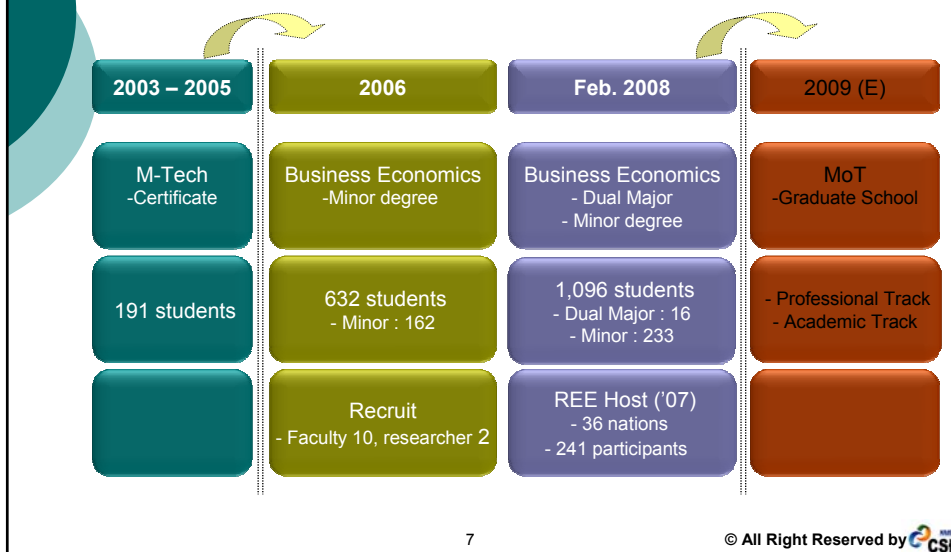 2003 – 2005
2006
Feb. 2008
2009 (E)
M-Tech
-Certificate
Business Economics
-Minor degree
Business Economics
- Dual Major
- Minor degree
MoT
-Graduate School
191 students
632 students
- Minor : 162
1,096 students
- Dual Major : 16
- Minor : 233
- Professional Track
- Academic Track
Recruit
- Faculty 10, researcher 2
REE Host ('07)
- 36 nations
- 241 participants
7
© All Right Reserved by